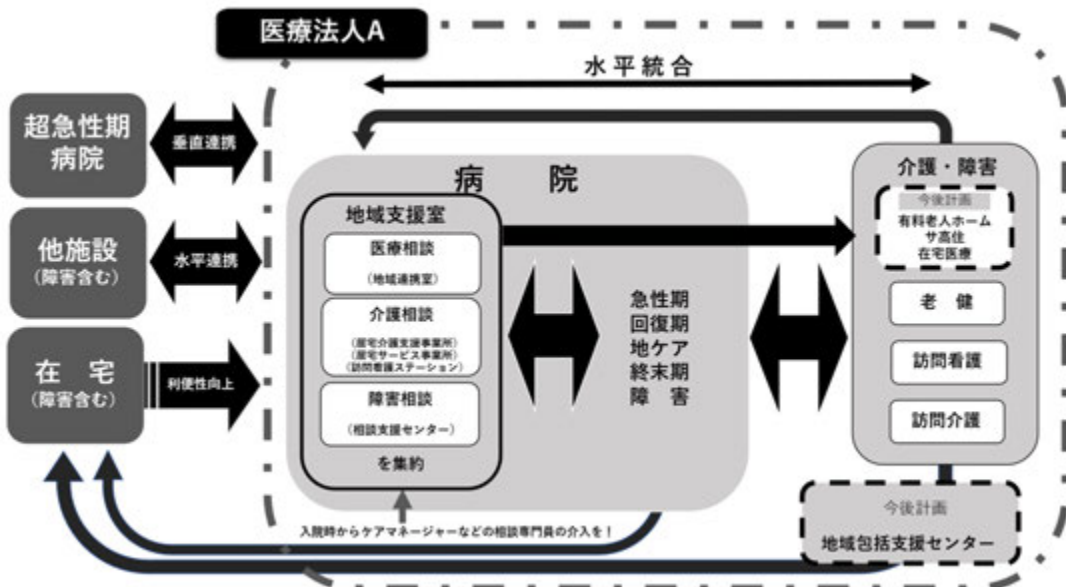 医療法人A
水平統合
超急性期
病院
垂直連携
他施設
(障害含む)
水平連携
在 宅
(障害含む)
利便性向上
病 院
地域支援室
医療相談
(地域連携室)
介護相談
(居宅介護支援事業所)
(居宅サービス事業所)
(訪問看護ステーション)
障害相談
(相談支援センター)
を集約
入院時からケアマネージャーなどの相談専門員の介入を!
急性期
回復期
地ケア
終末期
障 害
介護・障害
今後計画
有料老人ホーム
サ高住
在宅医療
老 健
訪問看護
訪問介護
今後計画
地域包括支援センター